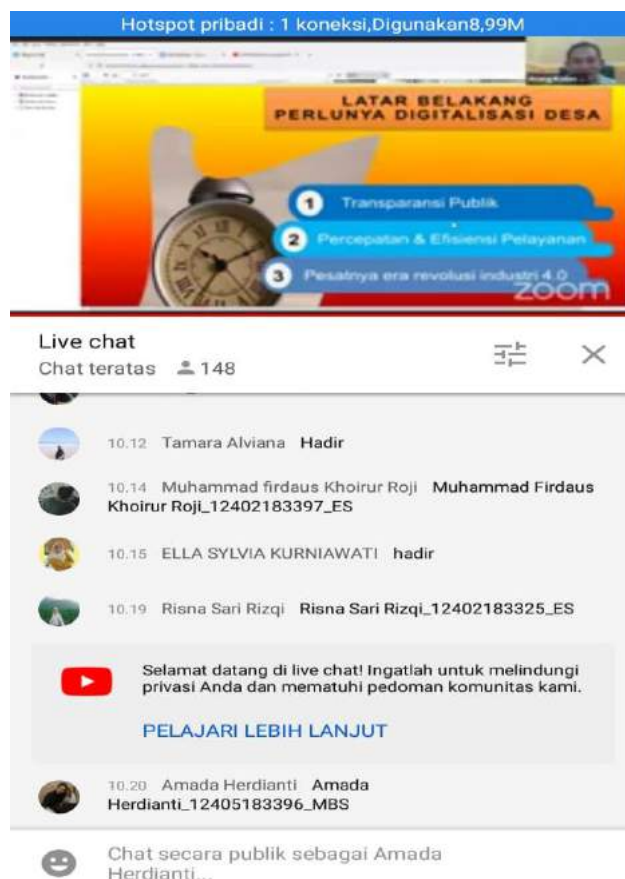 Hotspot pribadi : 1 koneksi,Digunakan8,99M
LATAR BELAKANG
PERLUNYA DIGITALISASI DESA
1 Transparansi Publik
2 Percepatan & Efisiensi Pelayanan
3 Pesatnya era revolusi industri 4.0
zoom
Live chat
Chat teratas 148
10.12 Tamara Alviana Hadir
10.14 Muhammad firdaus Khoirur Roji Muhammad Firdaus
Khoirur Roji_12402183397_ES
10.15 ELLA SYLVIA KURNIAWATI hadir
10.19 Risna Sari Rizqi Risna Sari Rizqi_12402183325_ES
Selamat datang di live chat! Ingatlah untuk melindungi
privasi Anda dan mematuhi pedoman komunitas kami.
PELAJARI LEBIH LANJUT
10.20 Amada Herdianti Amada
Herdianti_12405183396_MBS
Chat secara publik sebagai Amada
Herdianti...